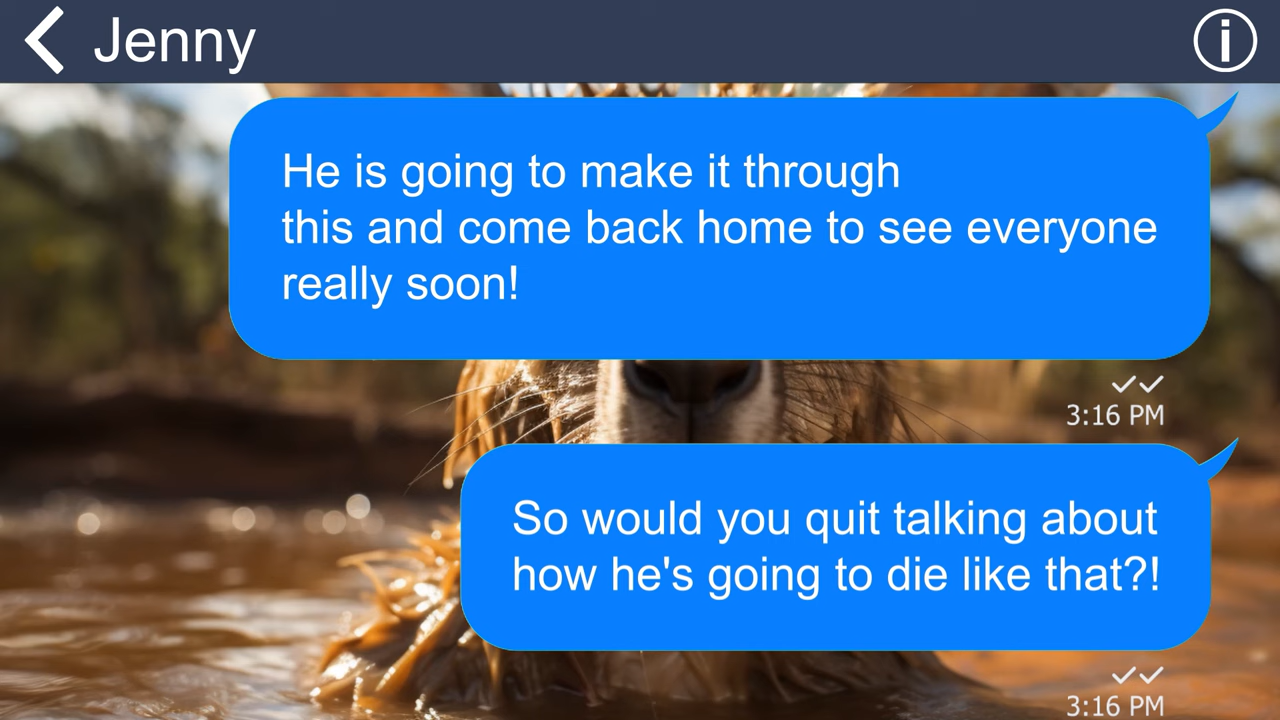 Jenny
He is going to make it through
this and come back home to see everyone
really soon!
3:16 PM
So would you quit talking about
how he's going to die like that?!
3:16 PM